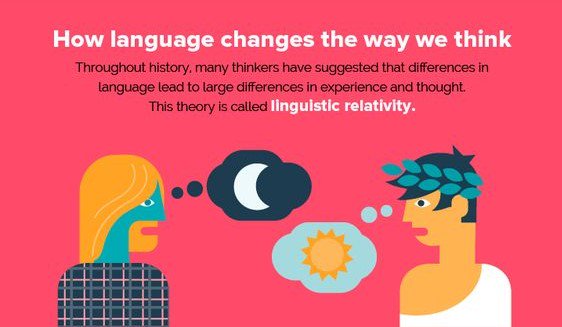 How language changes the way we think
Throughout history, many thinkers have suggested that differences in
language lead to large differences in experience and thought.
This theory is called linguistic relativity.